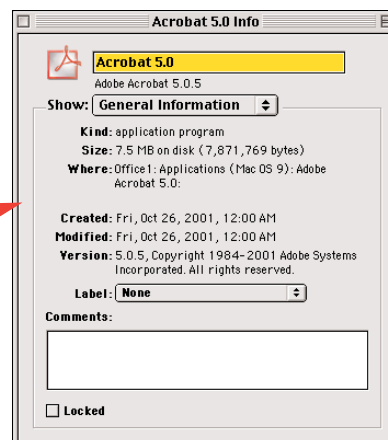 Acrobat 5.0 Info
Acrobat 5.0
Adobe Acrobat 5.0.5
Show: General Information
Kind: application program
Size: 7.5 MB on disk (7,871,769 bytes)
Where: Office1: Applications (Mac OS 9): Adobe
Acrobat 5.0:
Created: Fri, Oct 26, 2001, 12:00 AM
Modified: Fri, Oct 26, 2001, 12:00 AM
Version: 5.0.5, Copyright 1984-2001 Adobe Systems
Incorporated. All rights reserved.
Label: None
Comments:
Locked